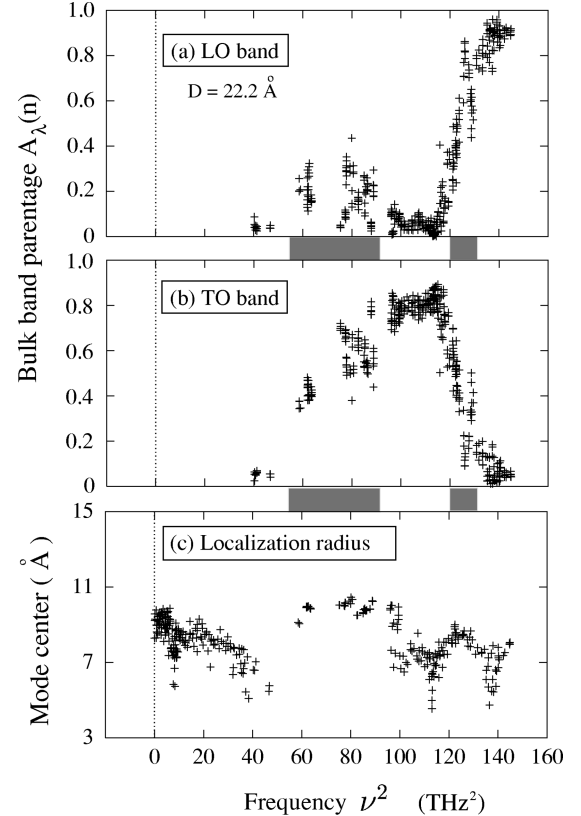 Bulk band parentage A_λ(n)
1.0
0.8
0.6
0.4
0.2
0
(a) LO band
D = 22.2 Å
1.0
0.8
0.6
0.4
0.2
0
(b) TO band
Mode center (Å)
15
11
7
3
(c) Localization radius
0 20 40 60 80 100 120 140 160
Frequency ν² (THz²)